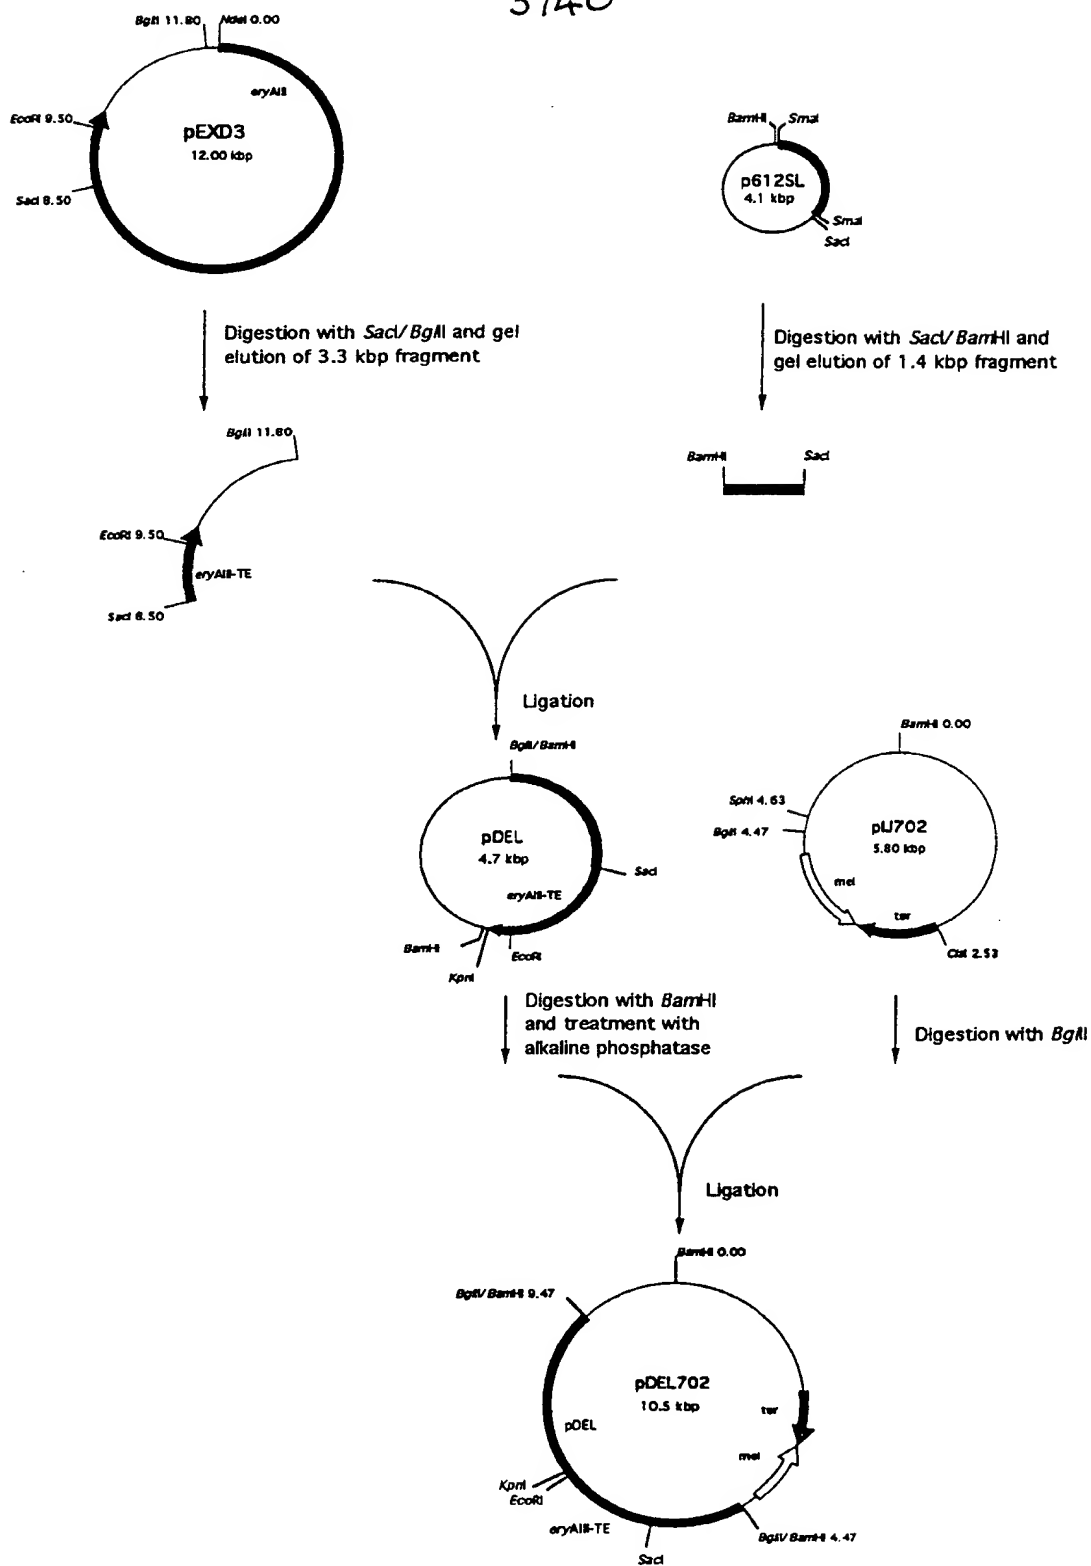 5/40
BglII 11.80
NdeI 0.00
eryAIII
EcoRI 9.50
pEXD3
12.00 kbp
SacI 8.50
BamHI
SmaI
p612SL
4.1 kbp
SmaI
SacI
Digestion with SacI/BglII and gel
elution of 3.3 kbp fragment
Digestion with SacI/BamHI and
gel elution of 1.4 kbp fragment
BglII 11.80
BamHI
SacI
EcoRI 9.50
eryAIII-TE
SacI 8.50
Ligation
BglII/BamHI
pDEL
4.7 kbp
SacI
eryAIII-TE
BamHI
EcoRI
KpnI
BamHI 0.00
SphI 4.63
BglII 4.47
pIJ702
5.80 kbp
mel
ter
ClaI 2.53
Digestion with BamHI
and treatment with
alkaline phosphatase
Digestion with BglII
Ligation
BamHI 0.00
BglII/BamHI 9.47
pDEL702
10.5 kbp
ter
pDEL
mel
KpnI
EcoRI
eryAIII-TE
SacI
BglII/BamHI 4.47